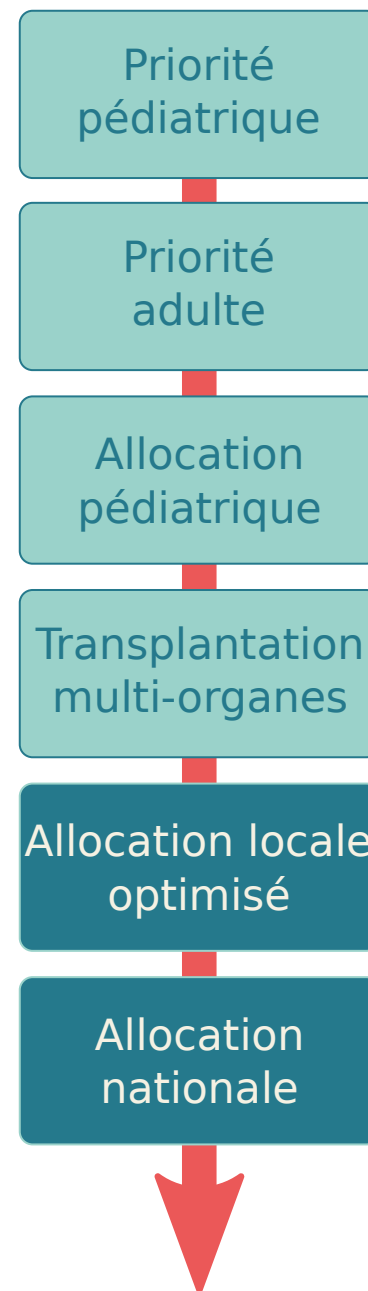 Priorité
pédiatrique
Priorité
adulte
Allocation
pédiatrique
Transplantation
multi-organes
Allocation locale
optimisé
Allocation
nationale